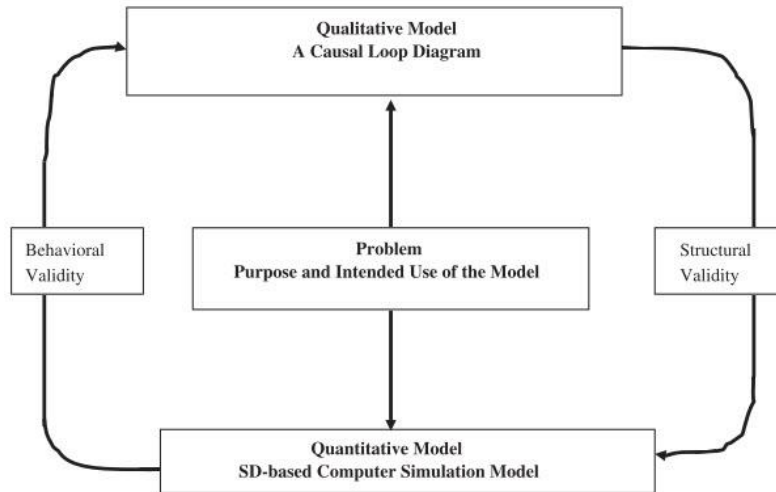 Qualitative Model
A Causal Loop Diagram
Behavioral
Validity
Problem
Purpose and Intended Use of the Model
Structural
Validity
Quantitative Model
SD-based Computer Simulation Model